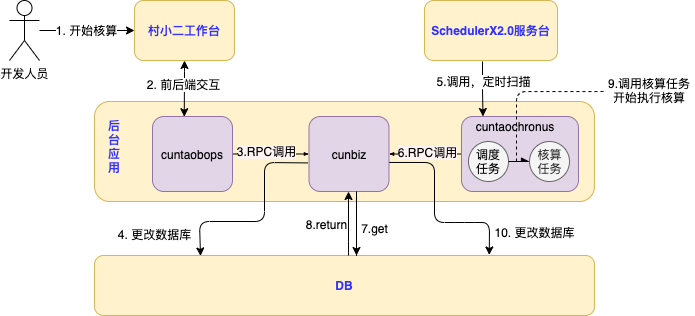 1. 开始核算
村小二工作台
SchedulerX2.0服务台
开发人员
2. 前后端交互
5.调用，定时扫描
9.调用核算任务
开始执行核算
后台应用
cuntaobops
3.RPC调用
cunbiz
6.RPC调用
cuntaochronus
调度
任务
核算
任务
4. 更改数据库
8.return
7.get
10. 更改数据库
DB